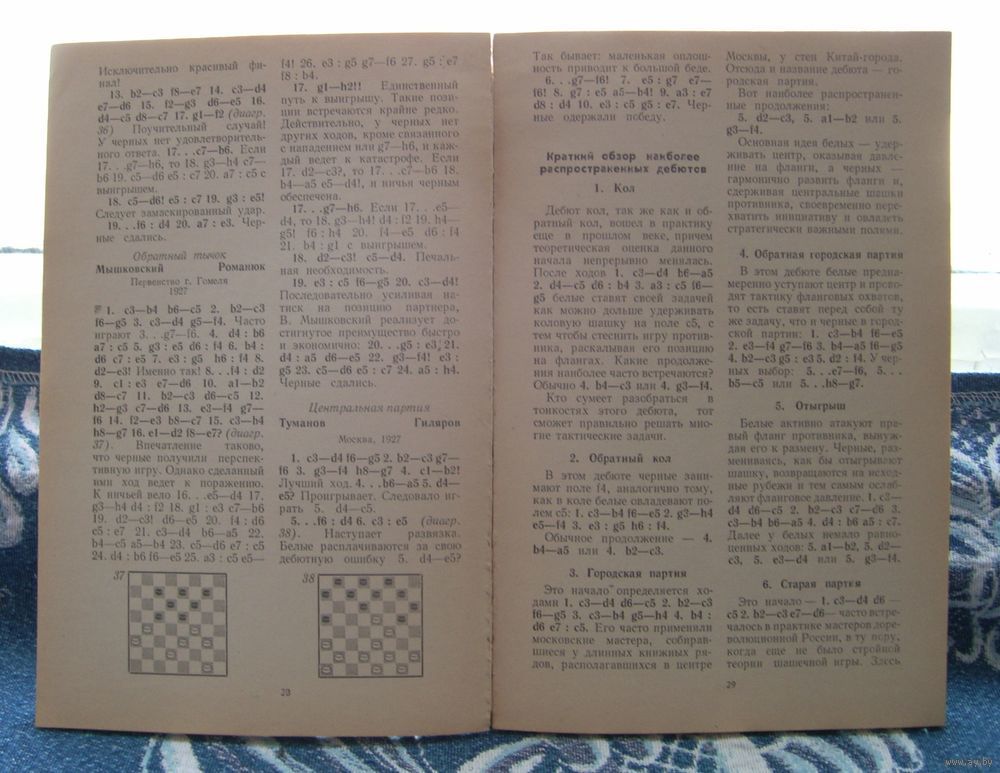 Исключительно красивый фи-
нал!
13. b2—c3 f8—e7 14. c3—d4
e7—d6 15. f2—g3 d6—e5 16.
d4—c5 d8—c7 17. g1—f2 (диагр.
36) Поучительный случай!
У черных нет удовлетворитель-
ного ответа. 17. . .c7—b6. Если
17. . .g7—h6, то 18. g3—h4 c7—
b6 19. c5—d6 e5 : c7 20. a7 : c5 с
выигрышем.
18. c5—d6! e5 : c7 19. g3 : e5!
Следует замаскированный удар.
19. . .f6 : d4 20. a7 : e3. Чер-
ные сдались.
Обратный тычок
Мышковский Романюк
Первенство г. Гомеля
1927
1. c3—b4 b6—c5 2. b2—c3
f6—g5 3. c3—d4 g5—f4. Часто
играют 3. . .g7—f6. 4. d4 : b6
a7 : c5 5. g3 : e5 d6 : f4 6. b4 :
d6 c7 : e5 7. e3 : g5 h6 : f4 8.
d2—e3! Именно так! 8. . .f4 : d2
9. c1 : e3 e7—d6 10. a1—b2
d8—c7 11. b2—c3 d6—c5 12.
h2—g3 c7—d6 13. e3—f4 g7—
f6 14. f2—e3 b8—c7 15. c3—b4
h8—g7 16. e1—d2 f8—e7? (диагр.
37). Впечатление таково,
что черные получили перспек-
тивную игру. Однако сделанный
ими ход ведет к поражению.
К ничьей вело 16. . .e5—d4 17.
g3—h4 d4 : f2 18. g1 : e3 c7—b6
19. d2—c3! d6—e5 20. f4 : d6
c5 : e7 21. c3—d4 b6—a5 22.
b4—c5 a5—b4 23. c5—d6 e7 : c5
24. d4 : b6 f6—e5 25. a3 : c5 e5—
37
f4! 26. e3 : g5 g7—f6 27. g5 : e7
f8 : b4.
17. g1—h2!! Единственный
путь к выигрышу. Такие пози-
ции встречаются крайне редко.
Действительно, у черных нет
других ходов, кроме связанного
с нападением или g7—h6, и каж-
дый ведет к катастрофе. Если
17. d2—c3?, то 17. . .c7—b6 18.
b4—a5 e5—d4!, и ничья черным
обеспечена.
17. . .g7—h6. Если 17. . .e5—
d4, то 18. g3—h4! d4 : f2 19. h4—
g5! f6 : h4 20. f4—e5 d6 : f4
21. b4 : g1 с выигрышем.
18. d2—c3! c5—d4. Печаль-
ная необходимость.
19. e3 : c5 f6—g5 20. c3—d4!
Последовательно усиливая на-
тиск на позицию партнера,
В. Мышковский реализует до-
стигнутое преимущество быстро
и экономично: 20. . .g5 : e3 21.
d4 : a5 d6—e5 22. g3—f4! e3 :
g5 23. c5—d6 e5 : c7 24. a5 : h4.
Черные сдались.
Центральная партия
Туманов Гиляров
Москва, 1927
1. c3—d4 f6—g5 2. b2—c3 g7—
f6 3. g3—f4 h8—g7 4. c1—b2!
Лучший ход. 4. . .b6—a5 5. d4—
e5? Проигрывает. Следовало иг-
рать 5. d4—c5.
5. . .f6 : d4 6. c3 : e5 (диагр.
38). Наступает развязка.
Белые расплачиваются за свою
дебютную ошибку 5. d4—e5?
38
28
Так бывает: маленькая оплош-
ность приводит к большой беде.
6. . .g7—f6! 7. e5 : g7 e7—
f6! 8. g7 : e5 a5—b4! 9. a3 : e7
d8 : d4 10. e3 : c5 g5 : e7. Чер-
ные одержали победу.
Краткий обзор наиболее
распространенных дебютов
1. Кол
Дебют кол, так же как и об-
ратный кол, вошел в практику
еще в прошлом веке, причем
теоретическая оценка данного
начала непрерывно менялась.
После ходов 1. c3—d4 h6—a5
2. d4—c5 d6 : b4 3. a3 : c5 f6—
g5 белые ставят своей задачей
как можно дольше удерживать
коловую шашку на поле c5, с
тем чтобы стеснить игру против-
ника, раскалывая его позицию
на флангах. Какие продолже-
ния наиболее часто встречаются?
Обычно 4. b4—c3 или 4. g3—f4.
Кто сумеет разобраться в
тонкостях этого дебюта, тот
сможет правильно решать мно-
гие тактические задачи.
2. Обратный кол
В этом дебюте черные зани-
мают поле f4, аналогично тому,
как в коле белые овладевают по-
лем c5: 1. c3—b4 f6—e5 2. g3—h4
e5—f4 3. e3 : g5 h6 : f4.
Обычное продолжение — 4.
b4—a5 или 4. b2—c3.
3. Городская партия
Это начало определяется хо-
дами 1. c3—d4 d6—c5 2. b2—c3
f6—g5 3. c3—b4 g5—h4 4. b4 :
d6 e7 : c5. Его часто применяли
московские мастера, собирав-
шиеся у длинных книжных ря-
дов, располагавшихся в центре
Москвы, у стен Китай-города.
Отсюда и название дебюта — го-
родская партия.
Вот наиболее распространен-
ные продолжения:
5. d2—c3, 5. a1—b2 или 5.
g3—f4.
Основная идея белых — удер-
живать центр, оказывая давле-
ние на фланги, а черных —
гармонично развить фланги и,
сдерживая центральные шашки
противника, своевременно пере-
хватить инициативу и овладеть
стратегически важными полями.
4. Обратная городская партия
В этом дебюте белые предна-
меренно уступают центр и прово-
дят тактику фланговых охватов,
то есть ставят перед собой ту
же задачу, что и черные в город-
ской партии: 1. c3—b4 f6—e5
2. e3—f4 g7—f6 3. b4—a5 f6—g5
4. b2—c3 g5 : e3 5. d2 : f4. У чер-
ных выбор: 5. . .e7—f6, 5. . .
b5—c5 или 5. . .h8—g7.
5. Отыгрыш
Белые активно атакуют пра-
вый фланг противника, вынуж-
дая его к размену. Черные, раз-
мениваясь, как бы отыгрывают
шашку, возвращаются на исход-
ные рубежи и тем самым ослаб-
ляют фланговое давление. 1. c3—
d4 d6—c5 2. b2—c3 c7—d6 3.
c3—b4 b6—a5 4. d4 : b6 a5 : c7.
Далее у белых немало равно-
ценных ходов: 5. a1—b2, 5. d2—
c3, 5. e3—d4 или 5. g3—f4.
6. Старая партия
Это начало — 1. c3—d4 d6 —
c5 2. b2—c3 e7—d6 — часто встре-
чалось в практике мастеров доре-
волюционной России, в ту пору,
когда еще не было стройной
теории шашечной игры. Здесь
29
www.ay.by